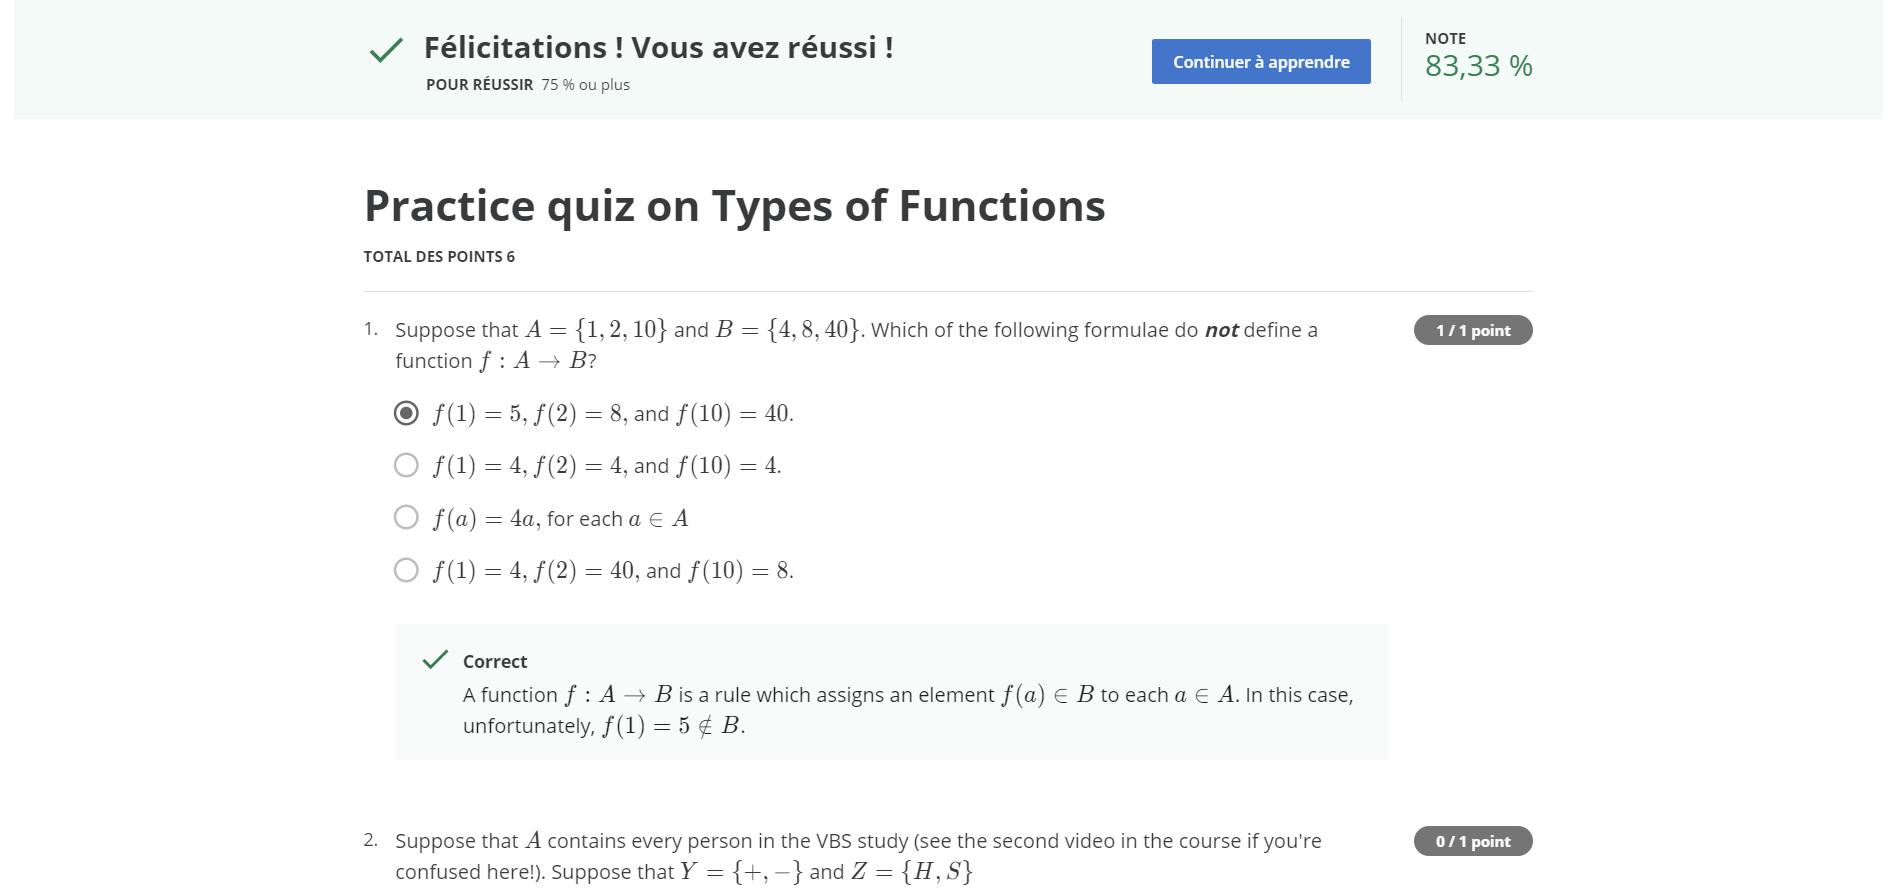 Félicitations ! Vous avez réussi !
POUR RÉUSSIR 75 % ou plus
Continuer à apprendre
NOTE
83,33 %
Practice quiz on Types of Functions
TOTAL DES POINTS 6
1. Suppose that A = {1, 2, 10} and B = {4, 8, 40}. Which of the following formulae do not define a
function f : A → B?
1 / 1 point
f(1) = 5, f(2) = 8, and f(10) = 40.
f(1) = 4, f(2) = 4, and f(10) = 4.
f(a) = 4a, for each a ∈ A
f(1) = 4, f(2) = 40, and f(10) = 8.
Correct
A function f : A → B is a rule which assigns an element f(a) ∈ B to each a ∈ A. In this case,
unfortunately, f(1) = 5 ∉ B.
2. Suppose that A contains every person in the VBS study (see the second video in the course if you're
confused here!). Suppose that Y = {+, −} and Z = {H, S}
0 / 1 point